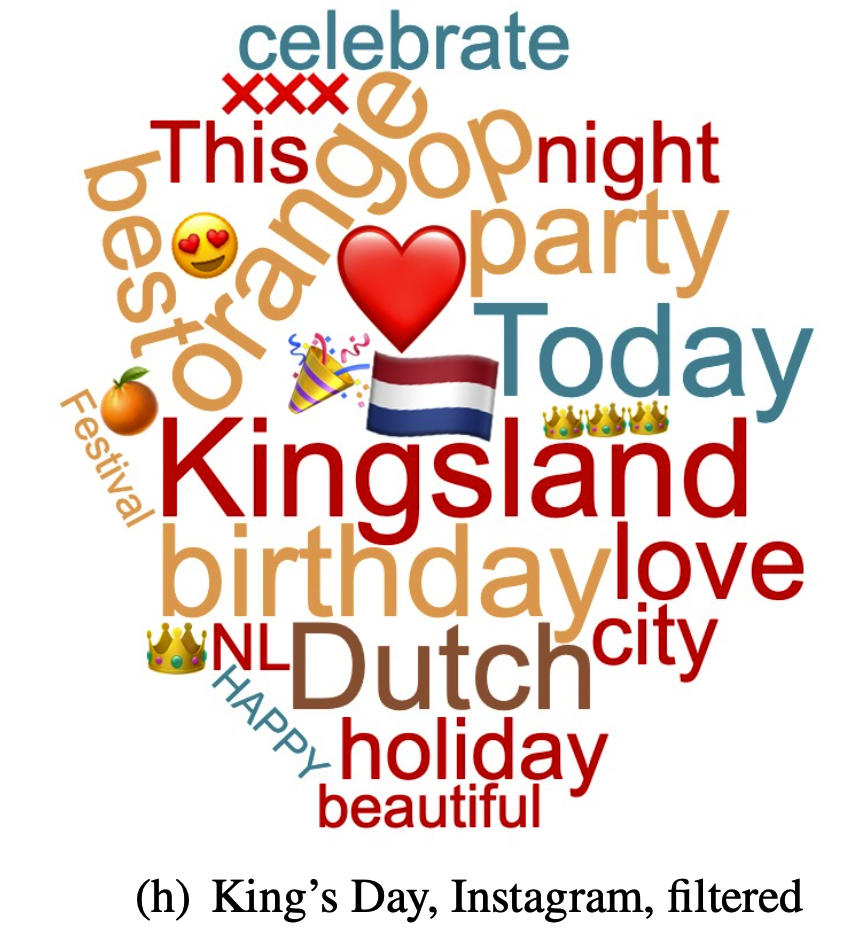 celebrate
xxx
This
orange
op
night
best
party
Today
Festival
Kingsland
birthday
love
NL
Dutch
city
HAPPY
holiday
beautiful
(h) King’s Day, Instagram, filtered